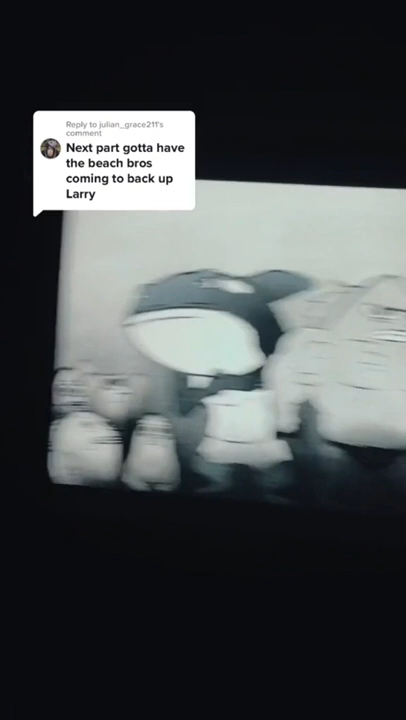 Reply to julian_grace211's
comment
Next part gotta have
the beach bros
coming to back up
Larry